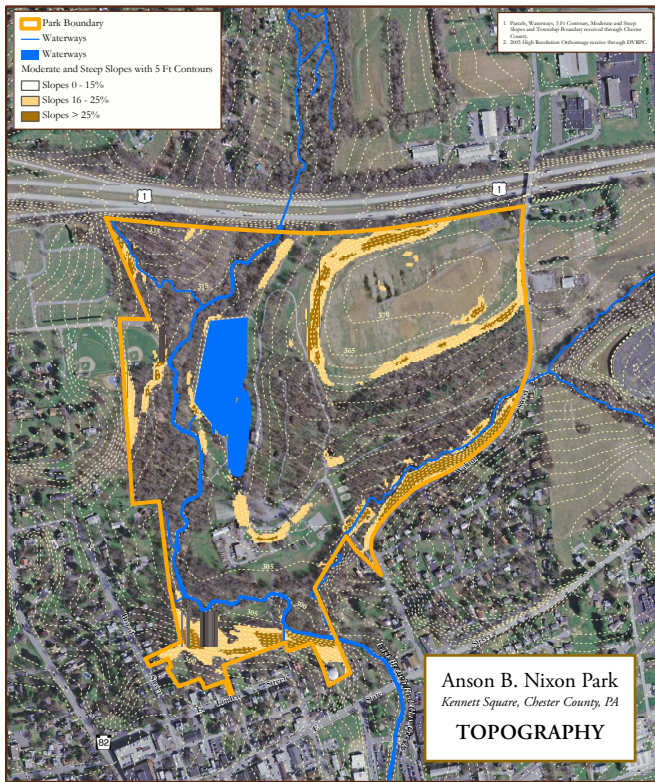 Park Boundary
Waterways
Waterways
Moderate and Steep Slopes with 5 Ft Contours
Slopes 0 - 15%
Slopes 16 - 25%
Slopes > 25%
1. Parcels, Waterways, 5 Ft Contours, Moderate and Steep
Slopes and Township Boundary received through Chester
County.
2. 2005 High Resolution Orthoimage receive through DVRPC.
1
1
315
370
365
305
305
300
300
82
Anson B. Nixon Park
Kennett Square, Chester County, PA
TOPOGRAPHY